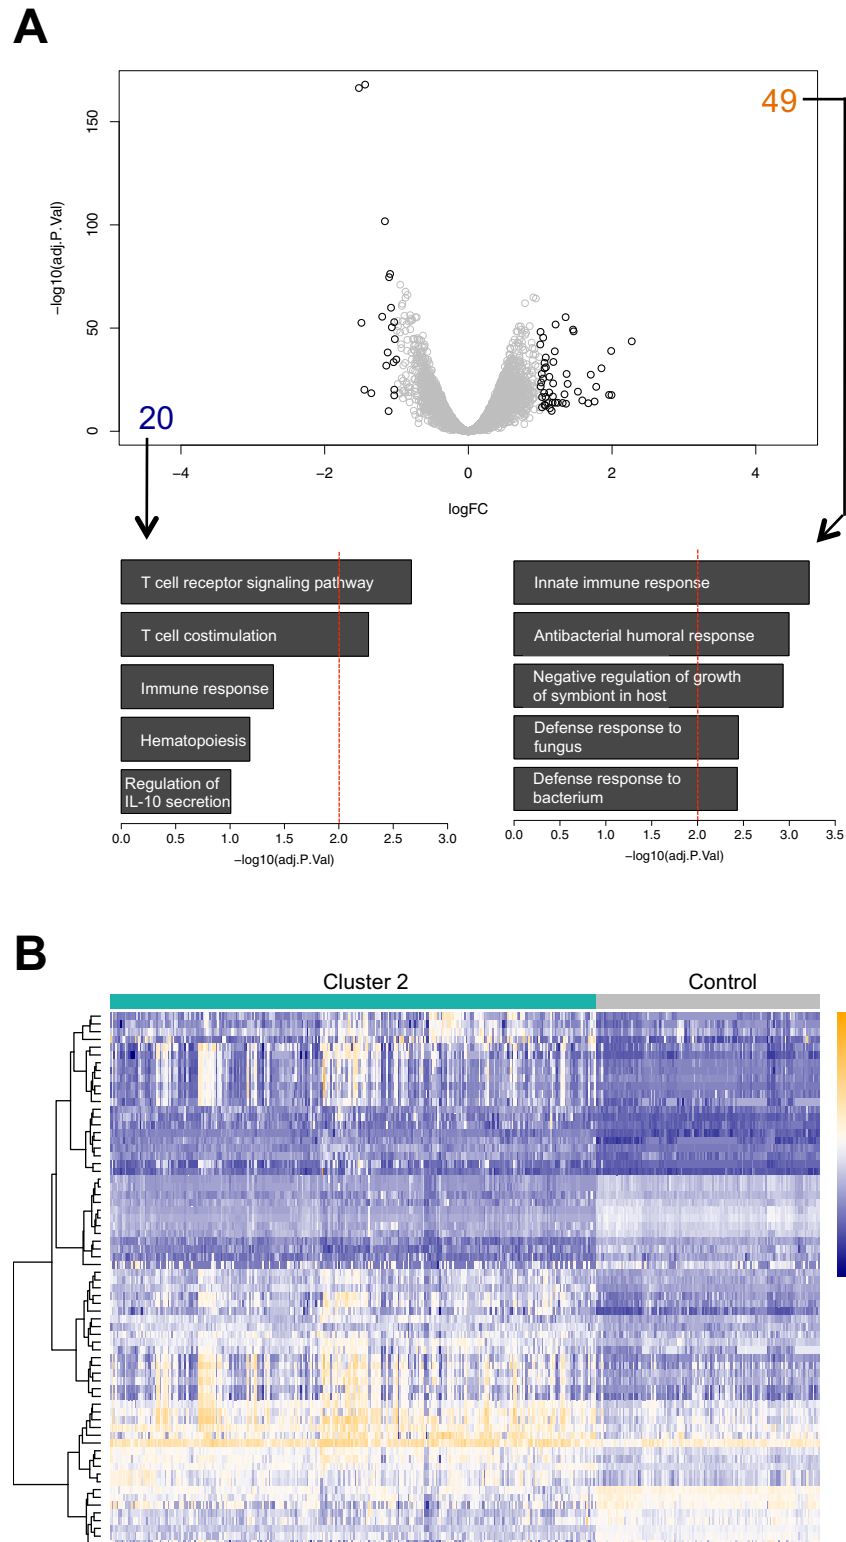 A
49
150
100
50
0
-log10(adj.P.Val)
20
−4
−2
0
2
4
logFC
T cell receptor signaling pathway
T cell costimulation
Immune response
Hematopoiesis
Regulation of
IL-10 secretion
0.0 0.5 1.0 1.5 2.0 2.5 3.0
−log10(adj.P.Val)
Innate immune response
Antibacterial humoral response
Negative regulation of growth
of symbiont in host
Defense response to
fungus
Defense response to
bacterium
0.0 0.5 1.0 1.5 2.0 2.5 3.0 3.5
−log10(adj.P.Val)
B
Cluster 2
Control